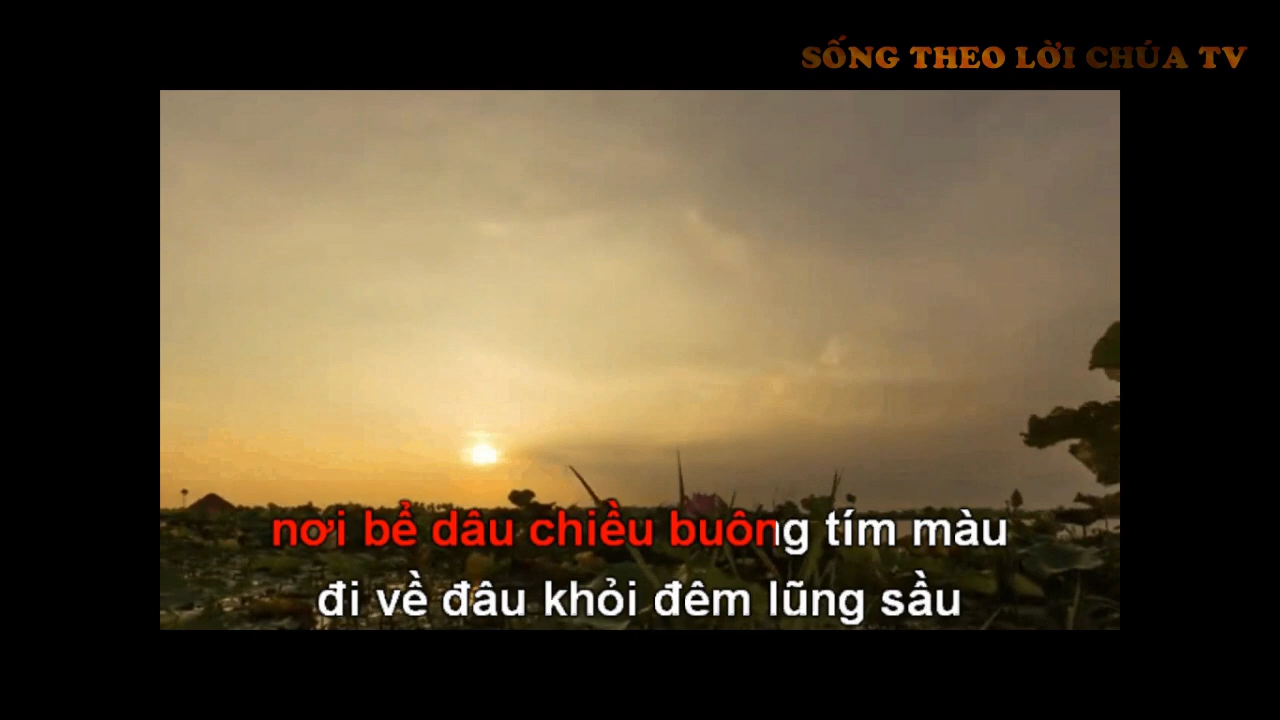 SỐNG THEO LỜI CHÚA TV
nơi bể dâu chiều buông tím màu
đi về đâu khỏi đêm lũng sầu